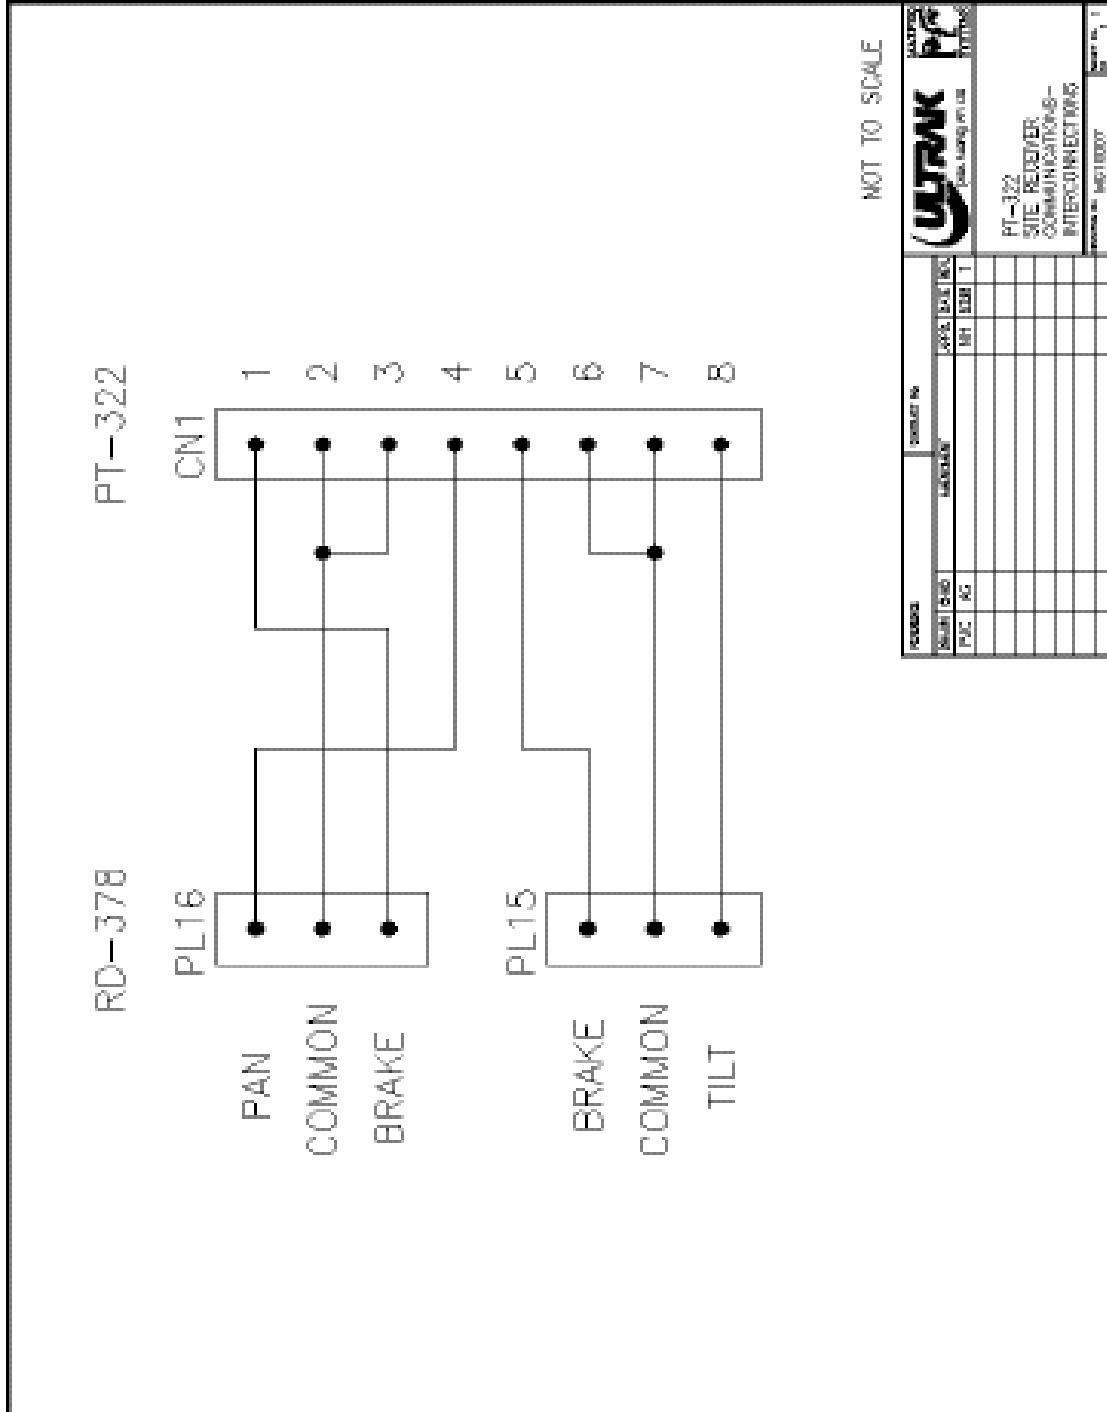 RD-378
PT-322
PL16
CN1
PAN
1
COMMON
2
BRAKE
3
4
PL15
5
BRAKE
6
COMMON
7
TILT
8
NOT TO SCALE
ULTRAK
PT-322
SITE RECEIVER
COMMUNICATIONS-
INTERCONNECTIONS